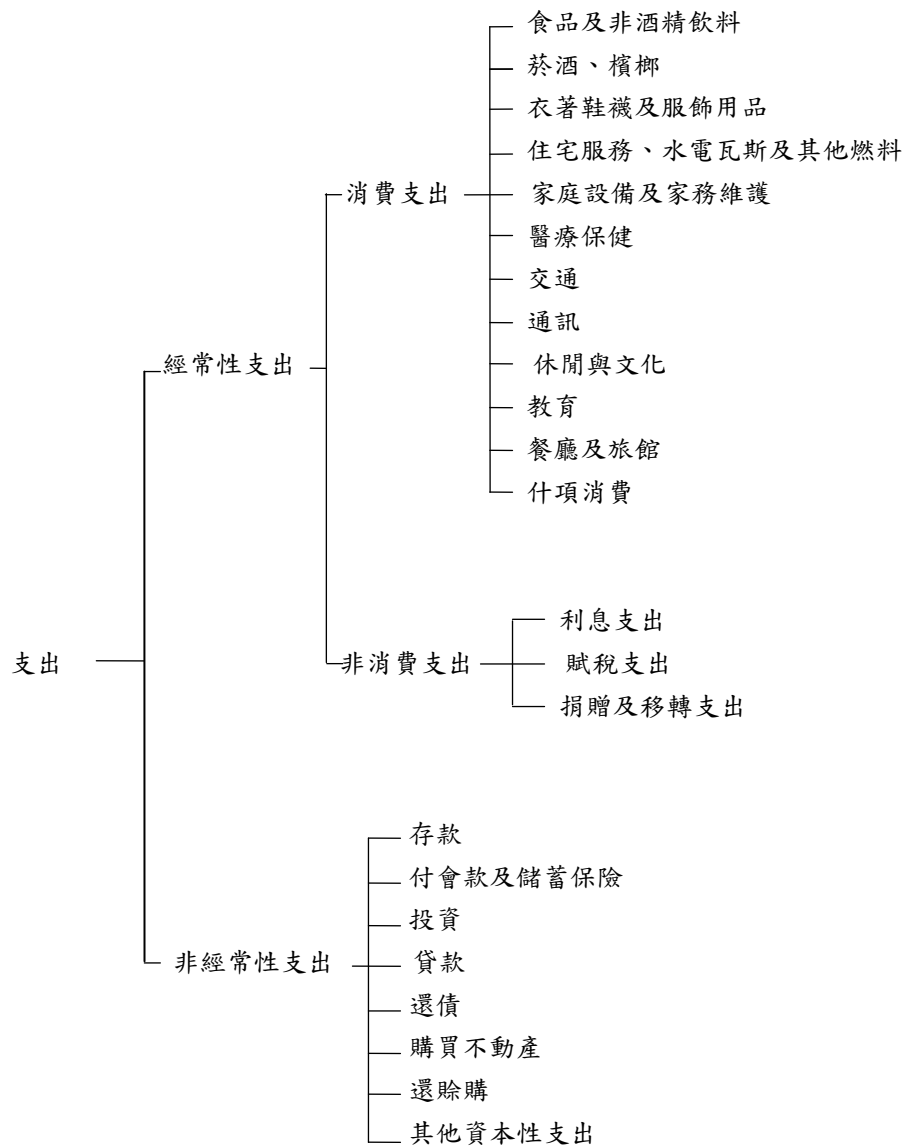 食品及非酒精飲料
菸酒、檳榔
衣著鞋襪及服飾用品
住宅服務、水電瓦斯及其他燃料
消費支出
家庭設備及家務維護
醫療保健
交通
通訊
經常性支出
休閒與文化
教育
餐廳及旅館
什項消費
利息支出
支出
非消費支出
賦稅支出
捐贈及移轉支出
存款
付會款及儲蓄保險
投資
非經常性支出
貸款
還債
購買不動產
還賒購
其他資本性支出